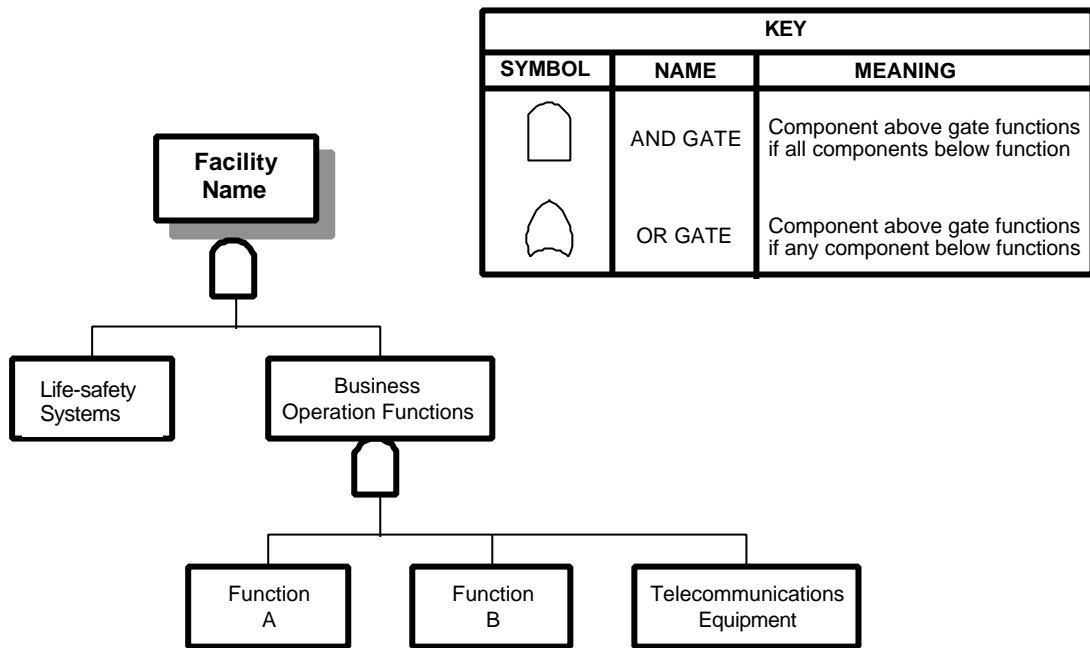 KEY
SYMBOL NAME MEANING
AND GATE
Component above gate functions
if all components below function
OR GATE
Component above gate functions
if any component below functions
Facility
Name
Life-safety
Systems
Business
Operation Functions
Function
A
Function
B
Telecommunications
Equipment